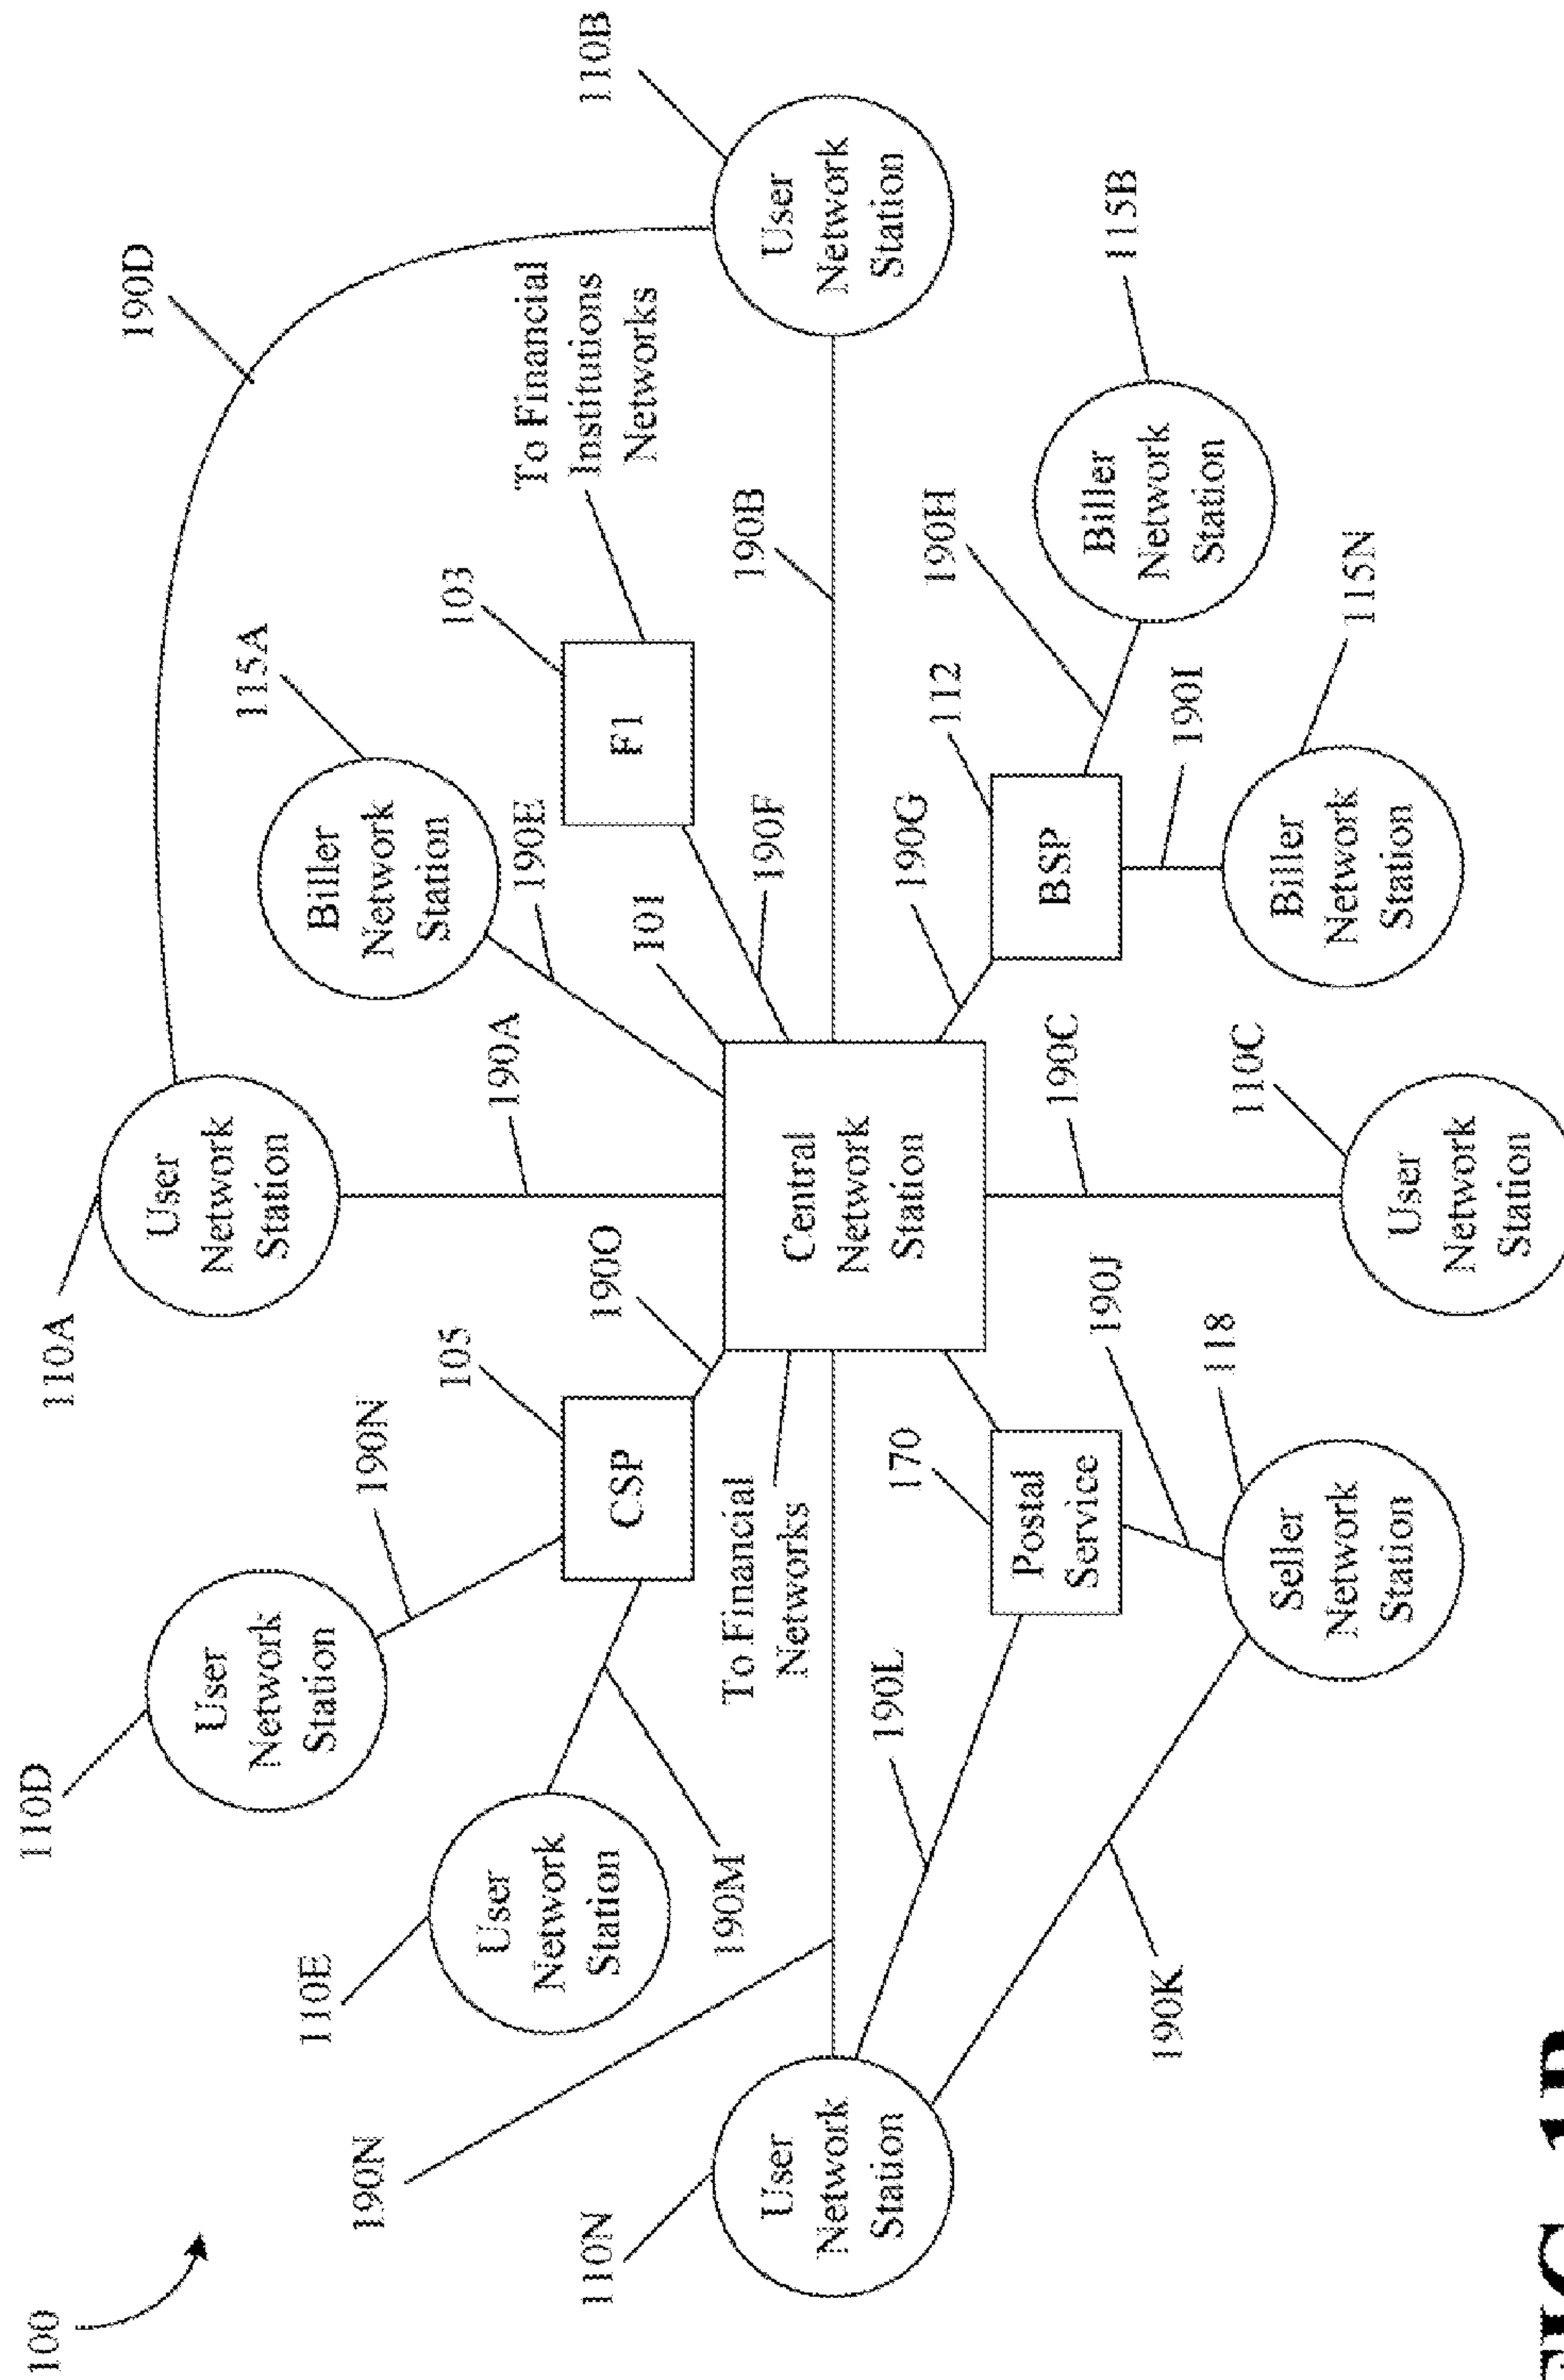 100
110D
110A
190D
110B
User
Network
Station
190N
User
Network
Station
115A
110E
105
Biller
Network
Station
103
To Financial
Institutions
Networks
190N
User
Network
Station
CSP
190O
190A
190E
F1
190M
To Financial
Networks
101
190F
190B
110N
User
Network
Station
Central
Network
Station
User
Network
Station
190L
170
190G
112
190H
Postal
Service
190J
190C
BSP
Biller
Network
Station
115B
190K
118
190I
Seller
Network
Station
110C
Biller
Network
Station
115N
User
Network
Station